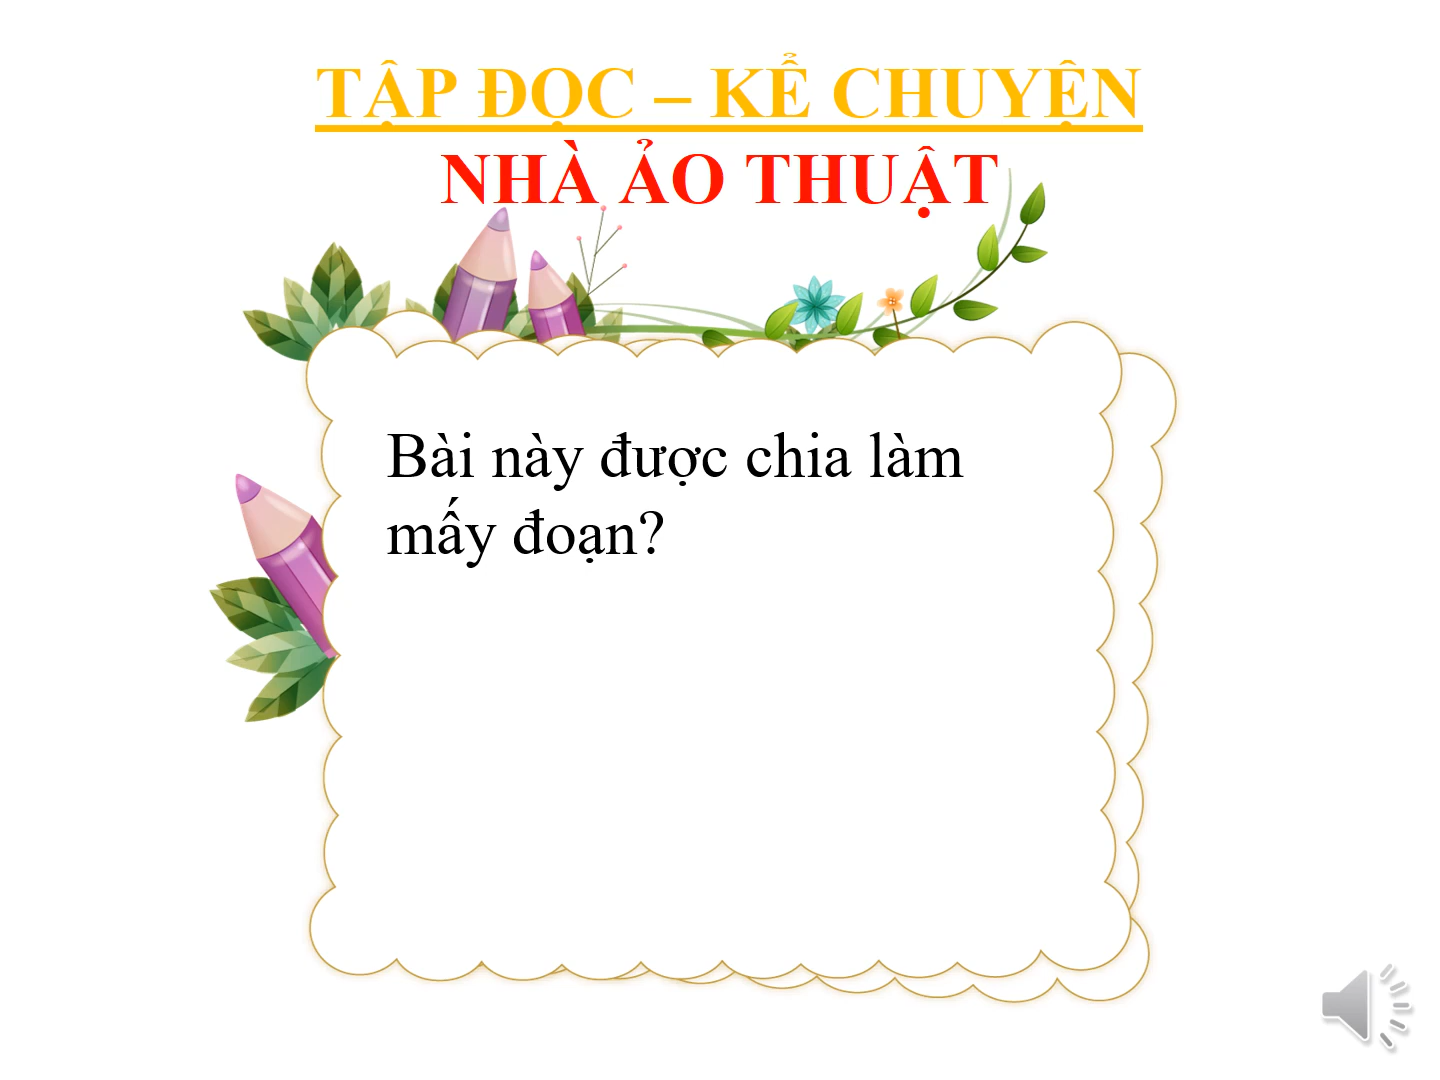 TẬP ĐỌC – KỂ CHUYỆN
NHÀ ẢO THUẬT
Bài này được chia làm
mấy đoạn?